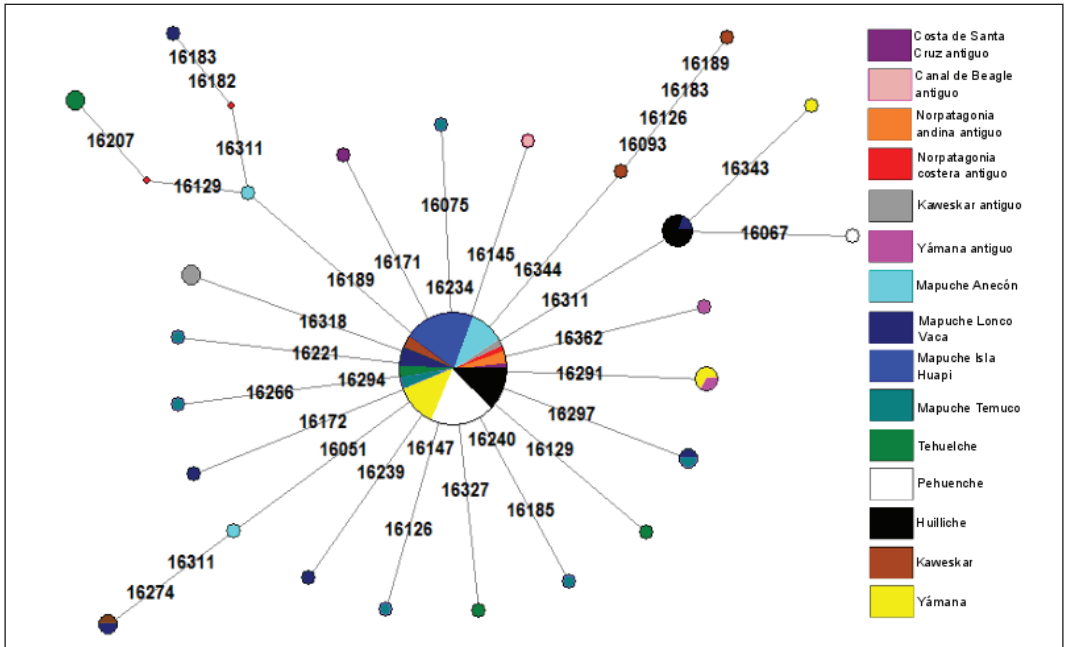 16183
16182
16207
16311
16129
16189
16183
16126
16093
16343
16067
16075
16171
16145
16234
16344
16311
16189
16318
16362
16221
16291
16294
16266
16297
16172
16240
16051
16147
16129
16239
16327
16185
16126
16311
16274
Costa de Santa
Cruz antiguo
Canal de Beagle
antiguo
Norpatagonia
andina antiguo
Norpatagonia
costera antiguo
Kaweskar antiguo
Yámana antiguo
Mapuche Anecón
Mapuche Lonco
Vaca
Mapuche Isla
Huapi
Mapuche Temuco
Tehuelche
Pehuenche
Huilliche
Kaweskar
Yámana